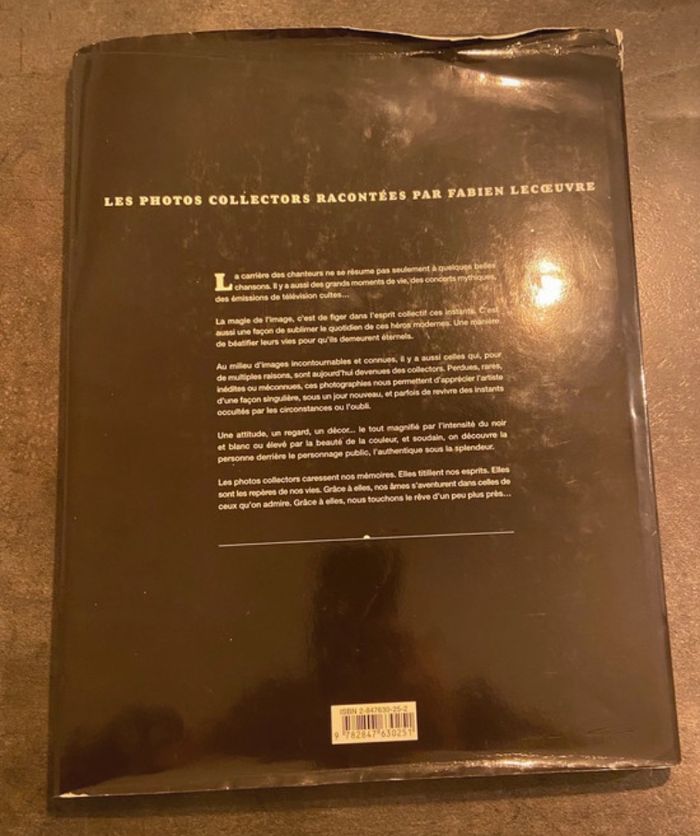 LES PHOTOS COLLECTORS RACONTÉES PAR FABIEN LECŒUVRE
La carrière des chanteurs ne se résume pas seulement à quelques belles
chansons. Il y a aussi des grands moments de vie, des concerts mythiques,
des émissions de télévision cultes...
La magie de l'image, c'est de figer dans l'esprit collectif ces instants. C'est
aussi une façon de sublimer le quotidien de ces héros modernes. Une manière
de béatifier leurs vies pour qu'ils demeurent éternels.
Au milieu d'images incontournables et connues, il y a aussi celles qui, pour
de multiples raisons, sont aujourd'hui devenues des collectors. Perdues, rares,
inédites ou méconnues, ces photographies nous permettent d'apprécier l'artiste
d'une façon singulière, sous un jour nouveau, et parfois de revivre des instants
occultés par les circonstances ou l'oubli.
Une attitude, un regard, un décor... le tout magnifié par l'intensité du noir
et blanc ou élevé par la beauté de la couleur, et soudain, on découvre la
personne derrière le personnage public, l'authentique sous la splendeur.
Les photos collectors caressent nos mémoires. Elles titillent nos esprits. Elles
sont les repères de nos vies. Grâce à elles, nos âmes s'aventurent dans celles de
ceux qu'on admire. Grâce à elles, nous touchons le rêve d'un peu plus près...
ISBN 2-847630-25-2
9 782847 630251